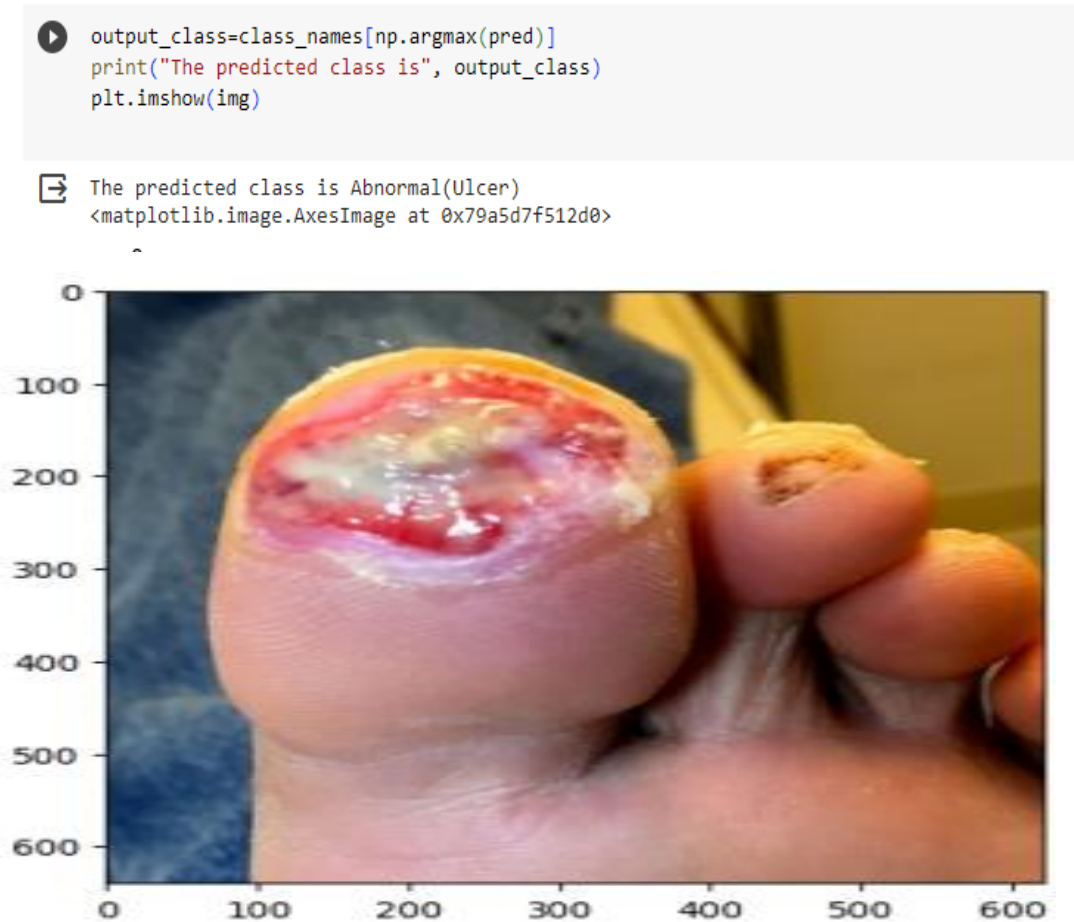 output_class=class_names[np.argmax(pred)]
print("The predicted class is", output_class)
plt.imshow(img)
The predicted class is Abnormal(Ulcer)
<matplotlib.image.AxesImage at 0x79a5d7f512d0>
0
100
200
300
400
500
600
0 100 200 300 400 500 600